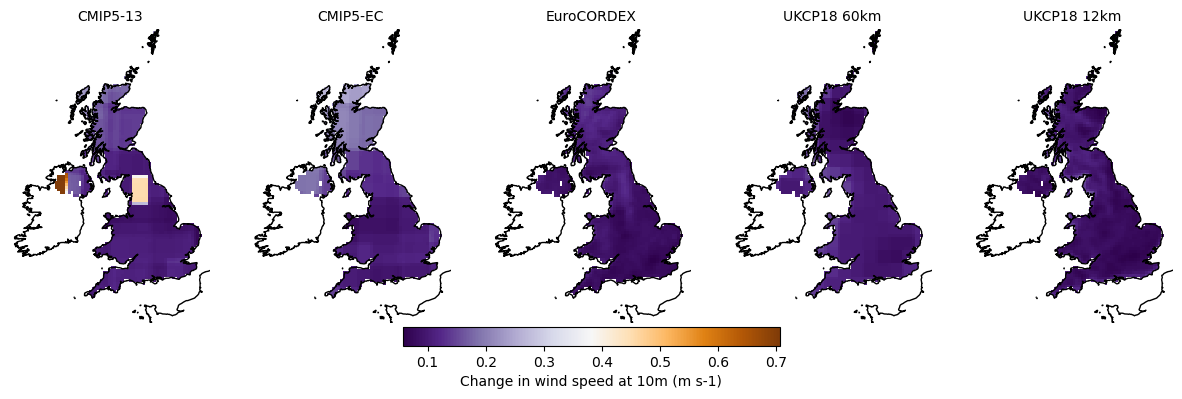 CMIP5-13
CMIP5-EC
EuroCORDEX
UKCP18 60km
UKCP18 12km
0.1
0.2
0.3
0.4
0.5
0.6
0.7
Change in wind speed at 10m (m s-1)